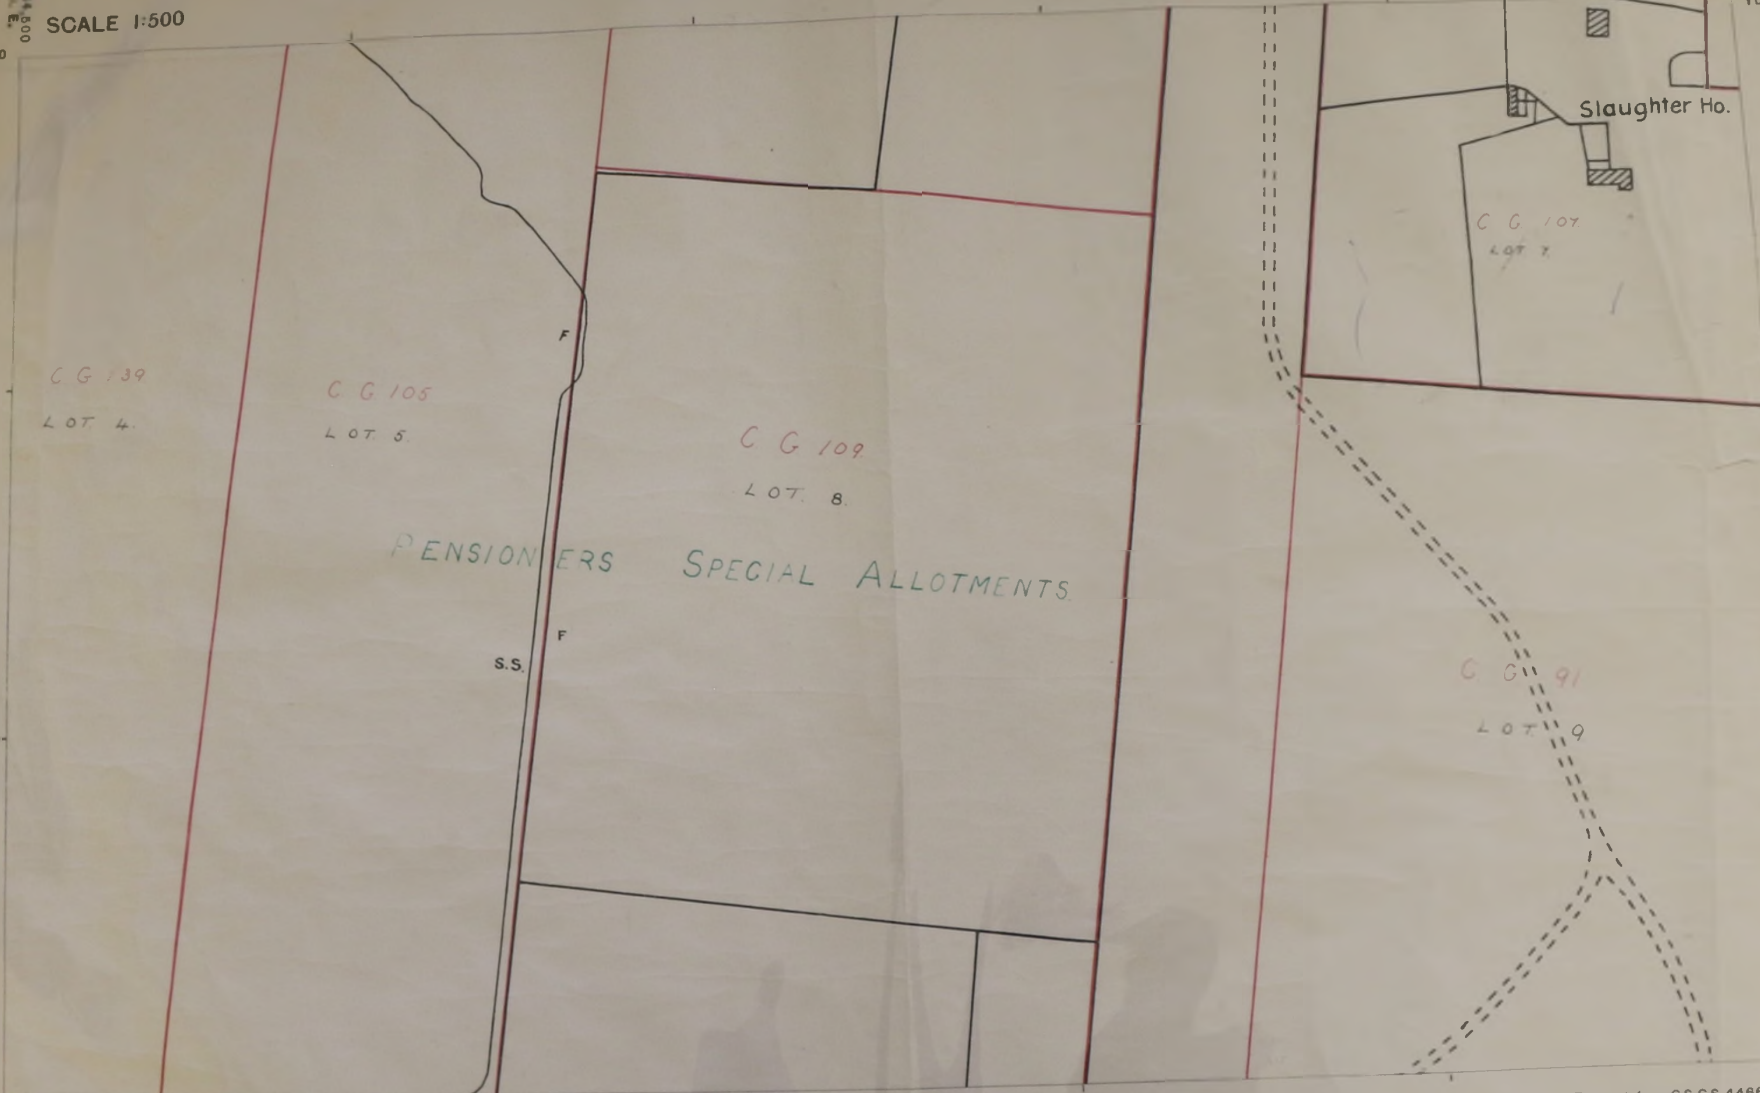 SCALE 1:500
Slaughter Ho.
C G 107
LOT 7.
F
C G 139
LOT 4.
C G 105
LOT 5.
C G 109.
LOT. 8.
PENSIONERS SPECIAL ALLOTMENTS.
F
S.S.
C G 91
LOT 9